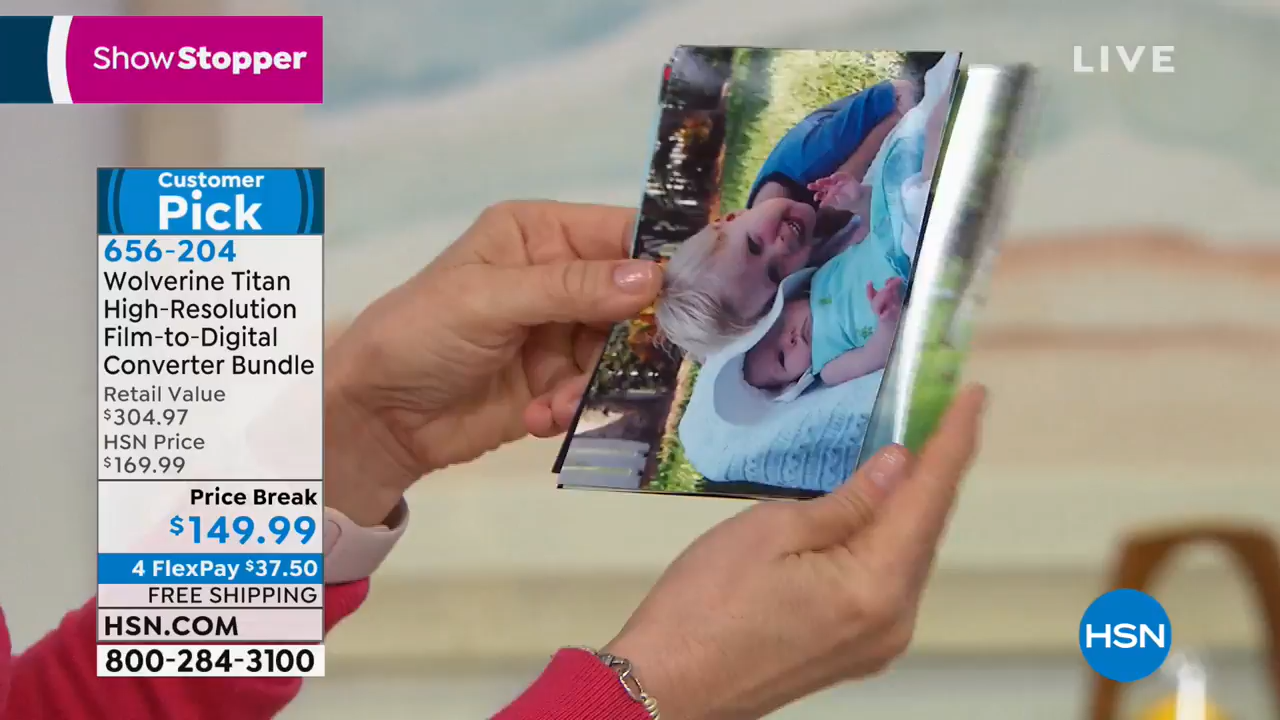 ShowStopper
LIVE
Customer
Pick
656-204
Wolverine Titan
High-Resolution
Film-to-Digital
Converter Bundle
Retail Value
$304.97
HSN Price
$169.99
Price Break
$149.99
4 FlexPay $37.50
FREE SHIPPING
HSN.COM
800-284-3100
HSN